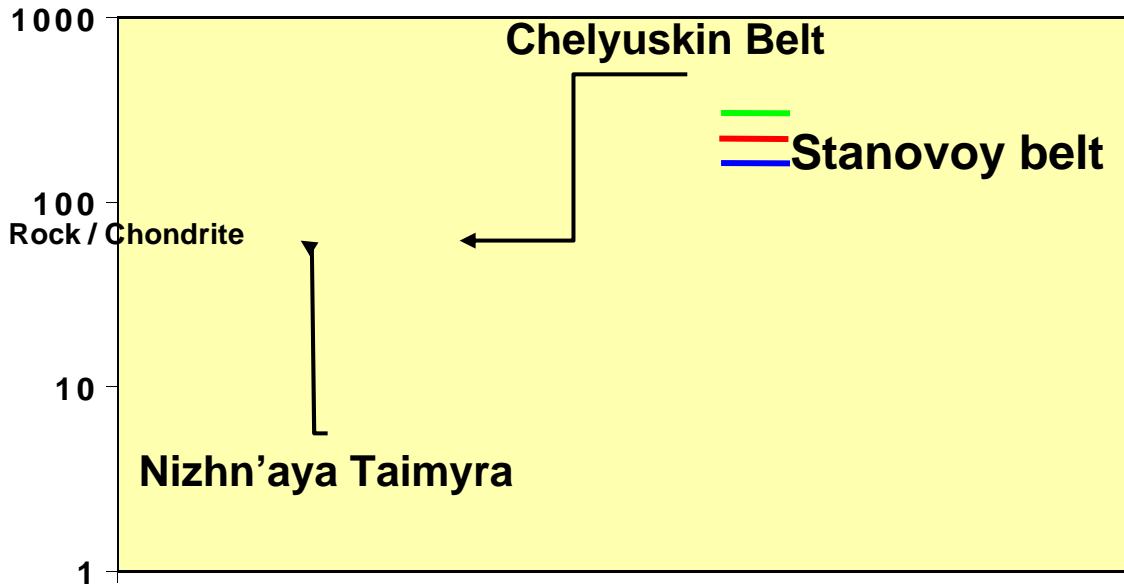 1000
Chelyuskin Belt
Stanovoy belt
100
Rock / Chondrite
10
Nizhn’aya Taimyra
1